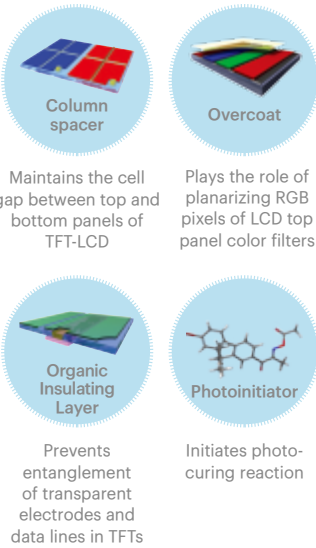 Column
spacer
Maintains the cell
gap between top and
bottom panels of
TFT-LCD
Overcoat
Plays the role of
planarizing RGB
pixels of LCD top
panel color filters
Organic
Insulating
Layer
Prevents
entanglement
of transparent
electrodes and
data lines in TFTs
Photoinitiator
Initiates photo-
curing reaction